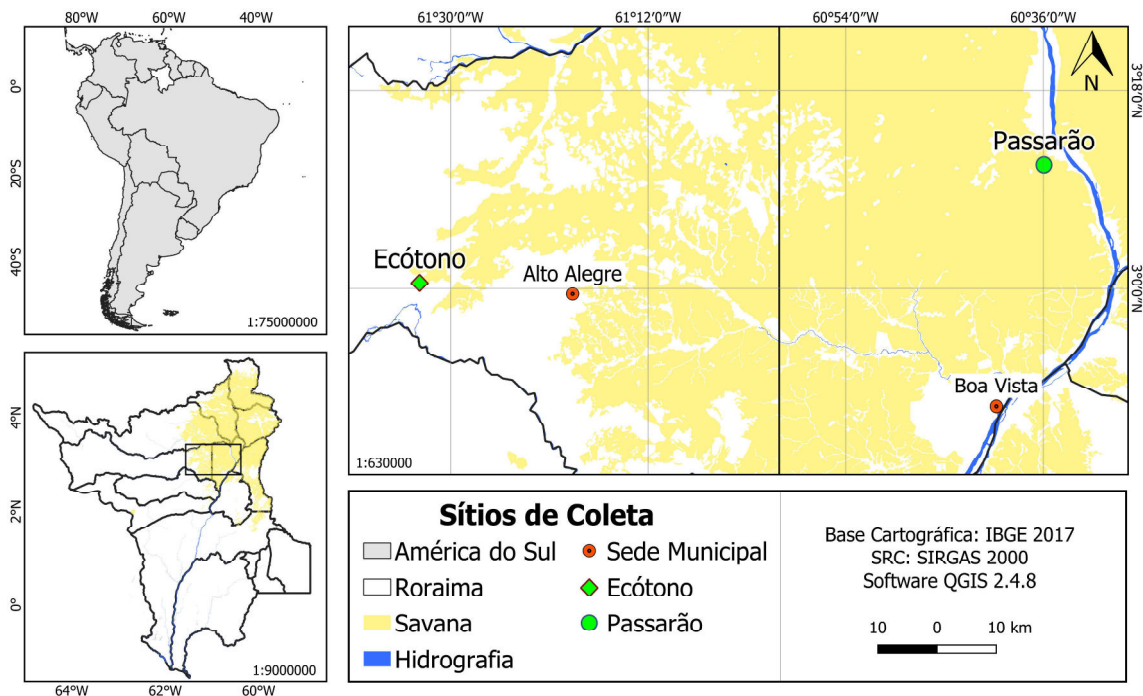 80°W 60°W 40°W
0°
20°S
40°S
1:75000000
61°30'0"W 61°12'0"W 60°54'0"W 60°36'0"W
N
3°18'0"N
Passarão
Ecótono
Alto Alegre
3°0'0"N
Boa Vista
1:630000
4°N
2°N
0°
1:9000000
64°W 62°W 60°W
Sítios de Coleta
América do Sul
Roraima
Savana
Hidrografia
Sede Municipal
Ecótono
Passarão
Base Cartográfica: IBGE 2017
SRC: SIRGAS 2000
Software QGIS 2.4.8
10 0 10 km